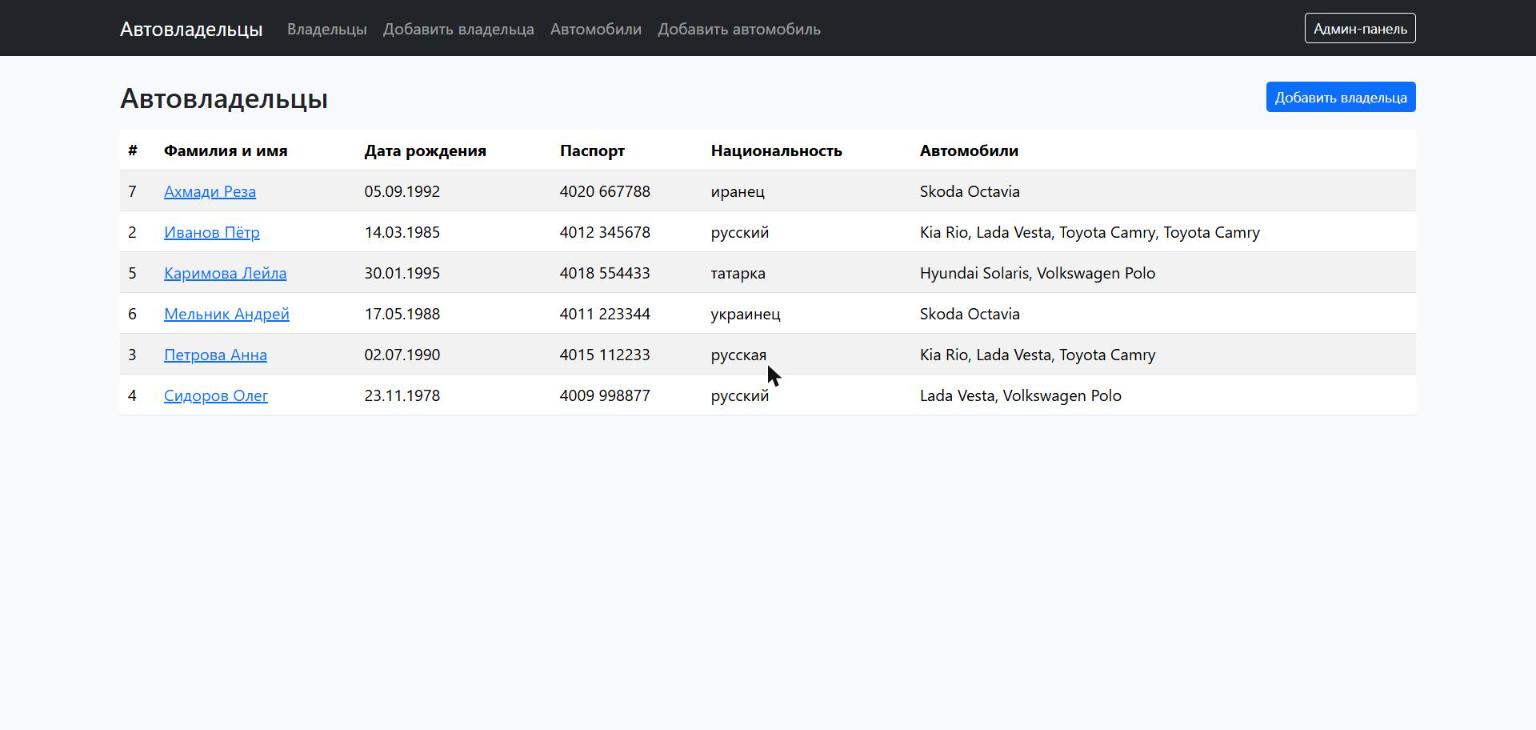 Автовладельцы Владельцы Добавить владельца Автомобили Добавить автомобиль Админ-панель
Автовладельцы Добавить владельца
# Фамилия и имя Дата рождения Паспорт Национальность Автомобили
7 Ахмади Реза 05.09.1992 4020 667788 иранец Skoda Octavia
2 Иванов Пётр 14.03.1985 4012 345678 русский Kia Rio, Lada Vesta, Toyota Camry, Toyota Camry
5 Каримова Лейла 30.01.1995 4018 554433 татарка Hyundai Solaris, Volkswagen Polo
6 Мельник Андрей 17.05.1988 4011 223344 украинец Skoda Octavia
3 Петрова Анна 02.07.1990 4015 112233 русская Kia Rio, Lada Vesta, Toyota Camry
4 Сидоров Олег 23.11.1978 4009 998877 русский Lada Vesta, Volkswagen Polo